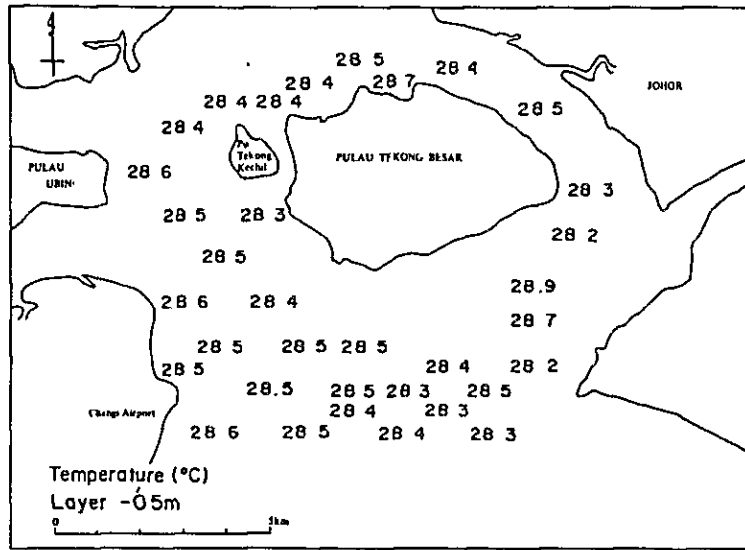 28 5
28 4
28 4 28 7
JOHOR
28 4 28 4
28 5
28 4
Pu
Tekong
Kechil
PULAU TEKONG BESAR
PULAU
UBIN
28 6
28 3
28 5 28 3
28 2
28 5
28.9
28 6 28 4
28 7
28 5 28 5 28 5
28 5 28 4 28 2
28.5 28 5 28 3 28 5
28 4 28 3
Changi Airport
28 6 28 5 28 4 28 3
Temperature (°C)
Layer -05m
0 5km